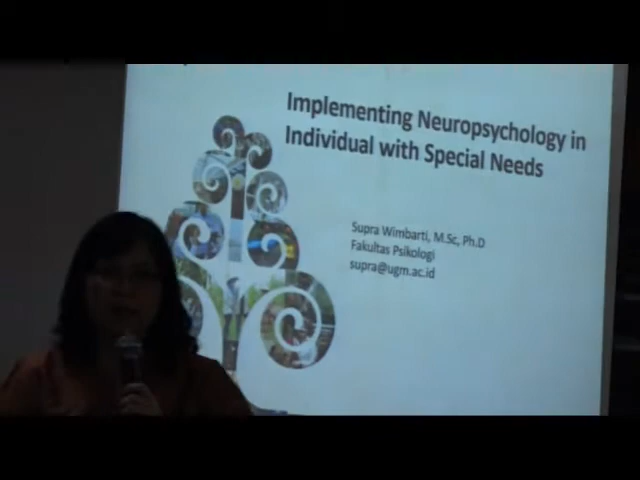 Implementing Neuropsychology in
Individual with Special Needs
Supra Wimbarti, M.Sc, Ph.D
Fakultas Psikologi
supra@ugm.ac.id